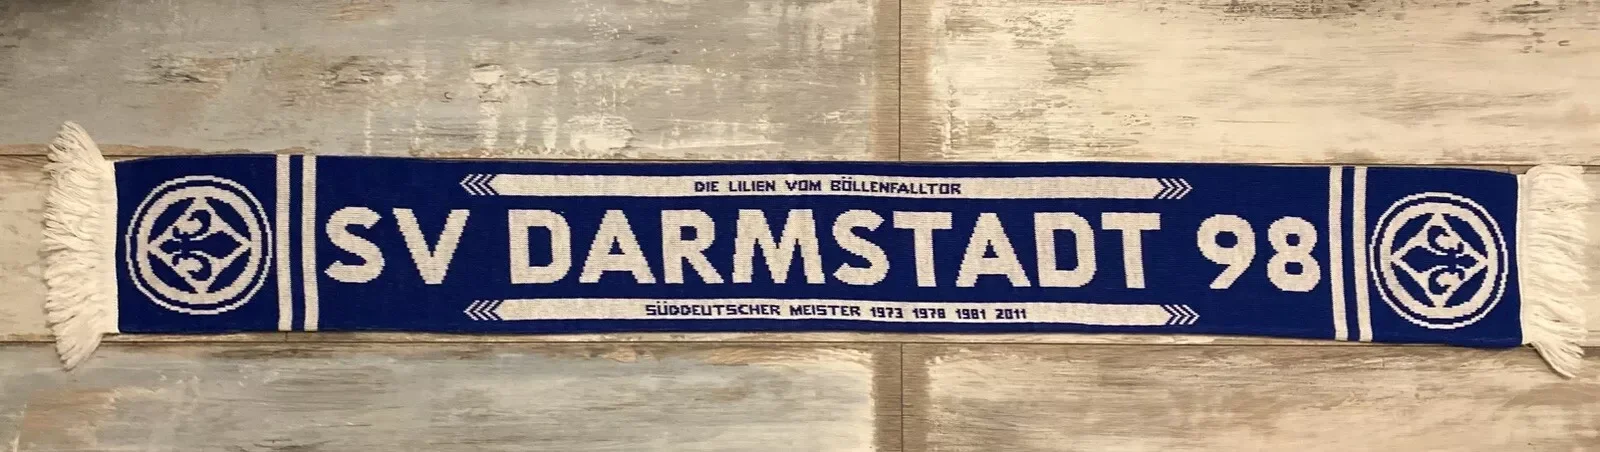 DIE LILIEN VOM BÖLLENFALLTOR
SV DARMSTADT 98
SÜDDEUTSCHER MEISTER 1973 1978 1981 2011